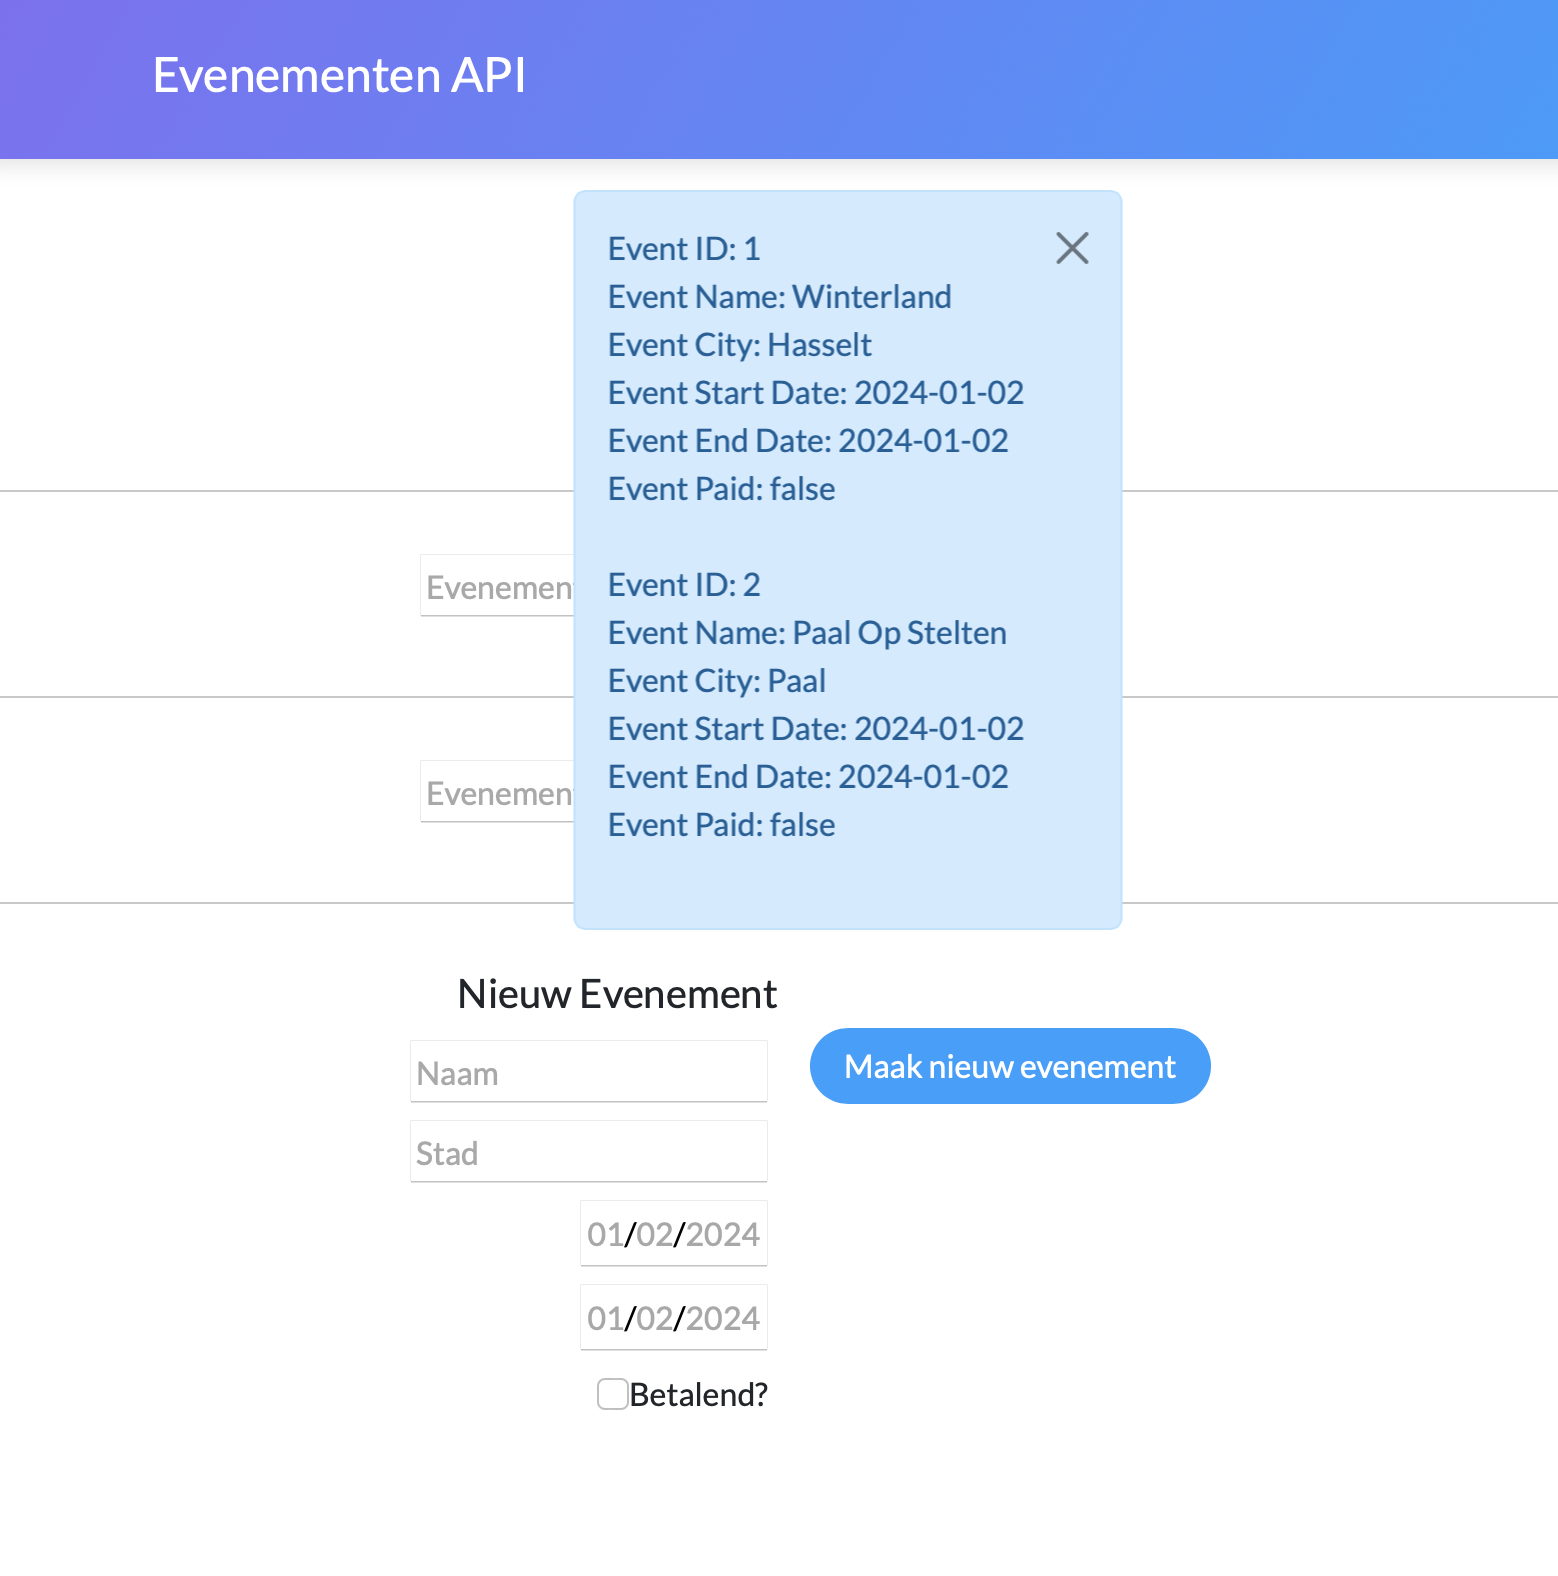 Evenementen API
Event ID: 1
Event Name: Winterland
Event City: Hasselt
Event Start Date: 2024-01-02
Event End Date: 2024-01-02
Event Paid: false
Event ID: 2
Event Name: Paal Op Stelten
Event City: Paal
Event Start Date: 2024-01-02
Event End Date: 2024-01-02
Event Paid: false
Evenement
Evenement
Nieuw Evenement
Naam
Maak nieuw evenement
Stad
01/02/2024
01/02/2024
Betalend?